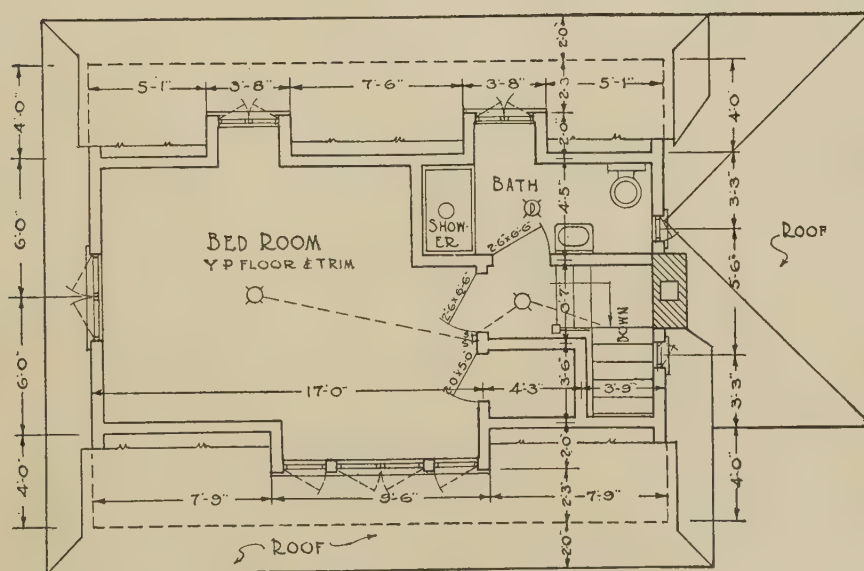 2'-0"
5'-1"
3'-8"
7'-6"
3'-8"
5'-1"
2'-3"
4'-0"
4'-0"
2'-0"
6'-0"
BATH
4'-5"
3'-3"
SHOW-
ER
BED ROOM
Y P FLOOR & TRIM
2'6"x6'-6"
ROOF
5'-6"
2'6"x6'-6"
DOWN
S
S
6'-0"
2'0"x5'0"
17'-0"
4'-3"
3'-6"
3'-9"
3'-3"
2'-0"
4'-0"
4'-0"
7'-9"
9'-6"
7'-9"
2'-3"
ROOF
2'0"